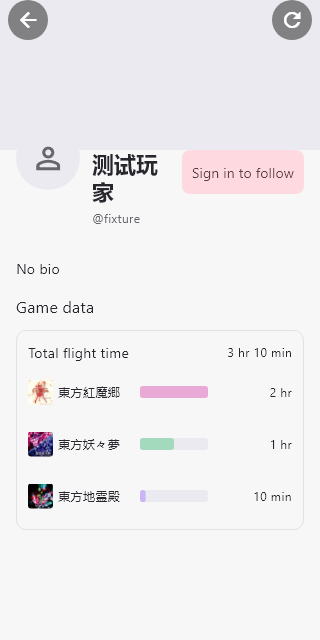 测试玩
家
Sign in to follow
@fixture
No bio
Game data
Total flight time
3 hr 10 min
東方紅魔郷
2 hr
東方妖々夢
1 hr
東方地霊殿
10 min